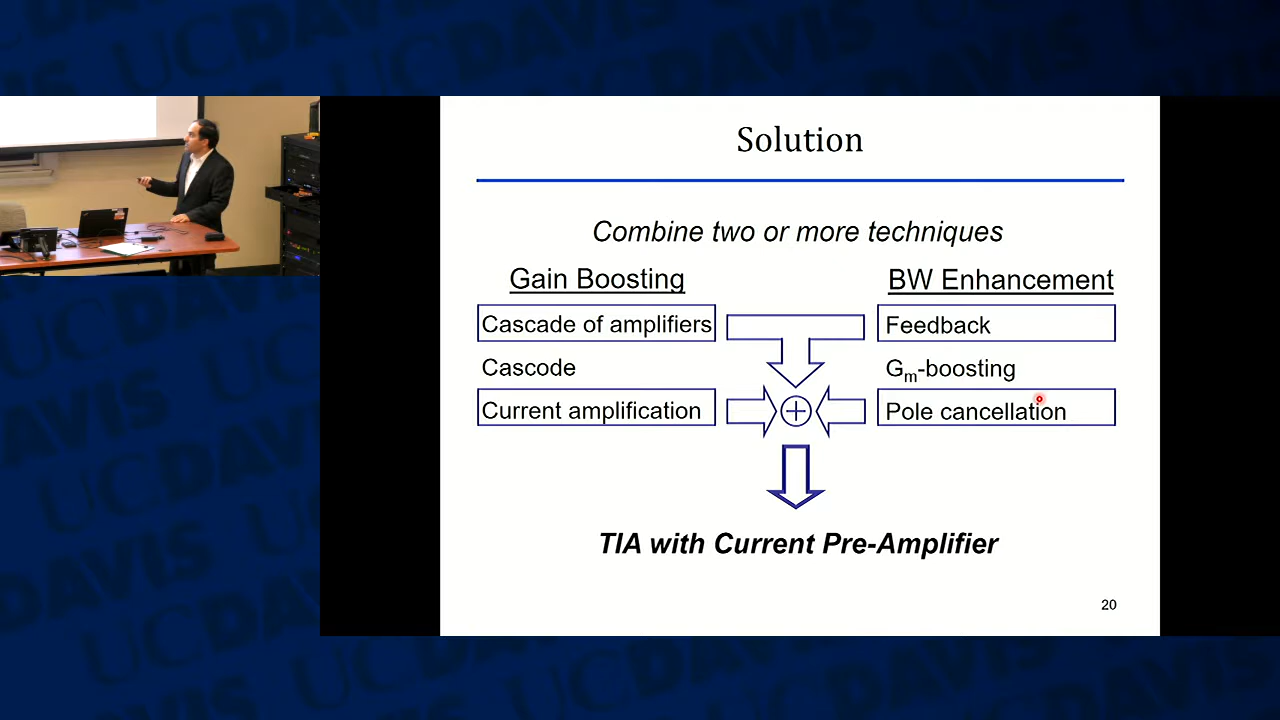 Solution
Combine two or more techniques
Gain Boosting
BW Enhancement
Cascade of amplifiers
Feedback
Cascode
Gm-boosting
Current amplification
+
Pole cancellation
TIA with Current Pre-Amplifier
20
UCDAVIS